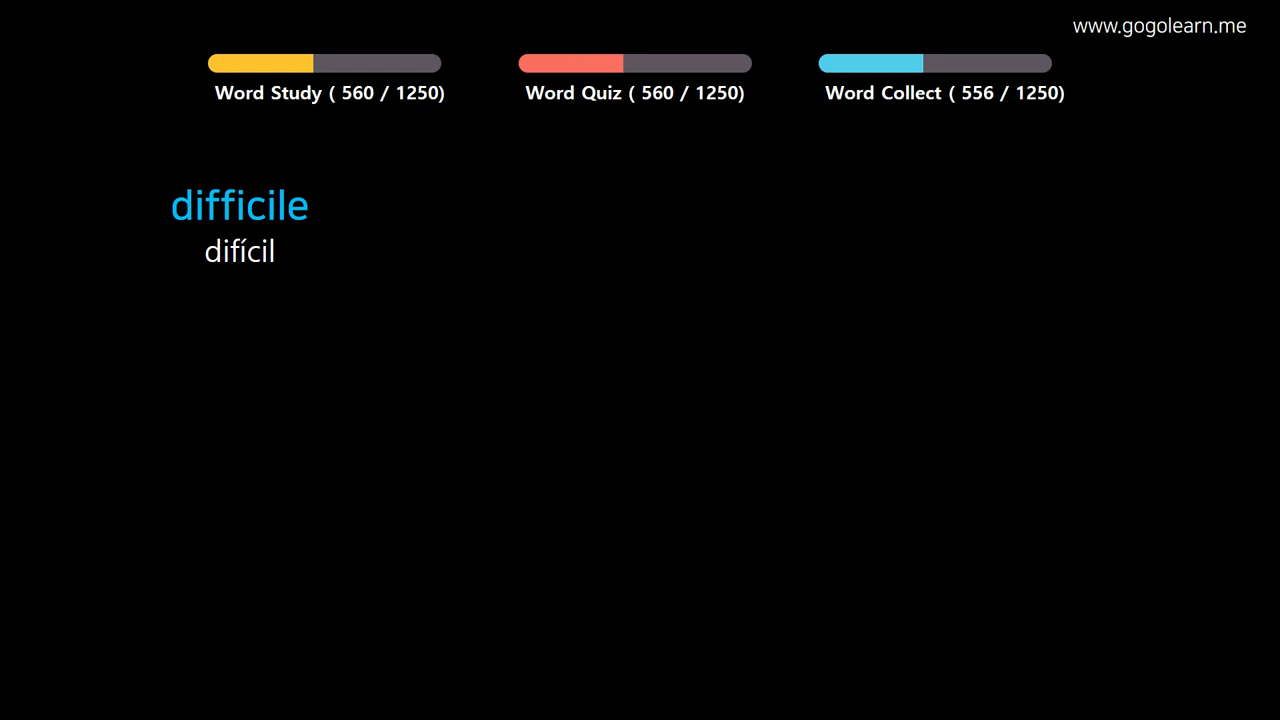 www.gogolearn.me
Word Study ( 560 / 1250)
Word Quiz ( 560 / 1250)
Word Collect ( 556 / 1250)
difficile
difícil